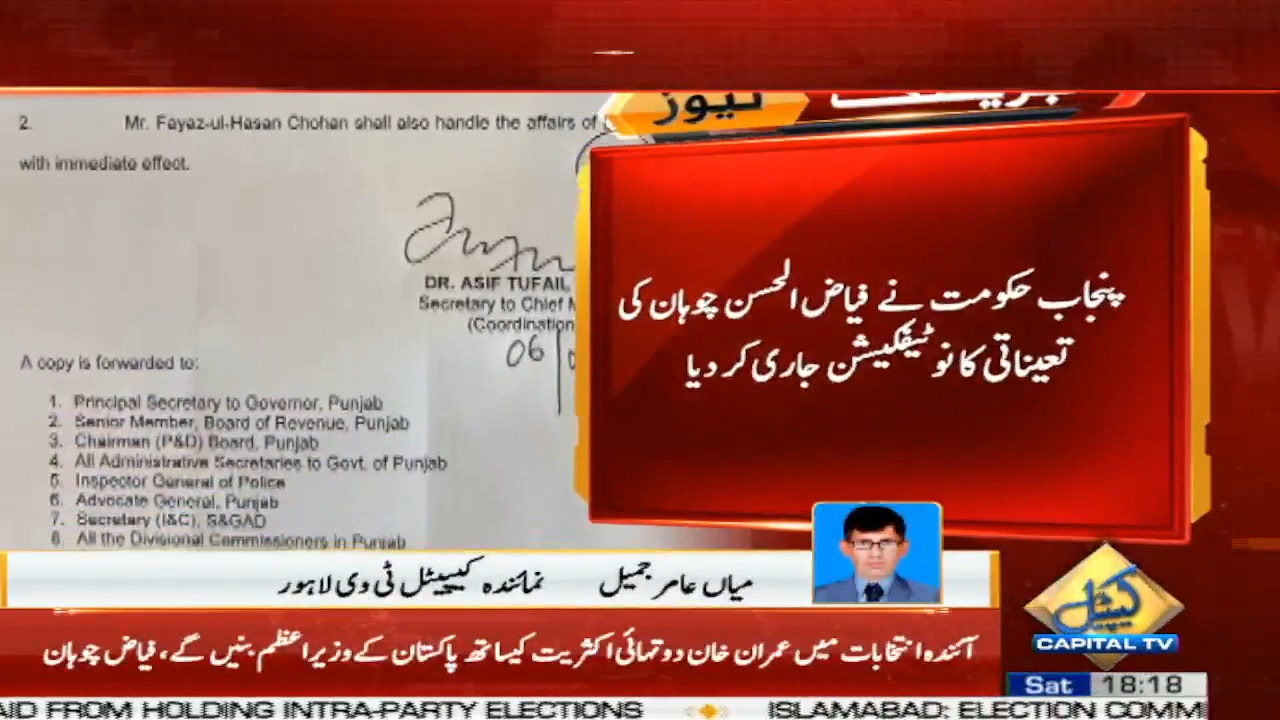 بریکنگ نیوز
2. Mr. Fayaz-ul-Hasan Chohan shall also handle the affairs of
with immediate effect.
DR. ASIF TUFAIL
Secretary to Chief M
(Coordination
06
A copy is forwarded to:
1. Principal Secretary to Governor, Punjab
2. Senior Member, Board of Revenue, Punjab
3. Chairman (P&D) Board, Punjab
4. All Administrative Secretaries to Govt. of Punjab
5. Inspector General of Police
6. Advocate General, Punjab
7. Secretary (I&C), S&GAD
8. All the Divisional Commissioners in Punjab
پنجاب حکومت نے فیاض الحسن چوہان کی
تعیناتی کا نوٹیفکیشن جاری کر دیا
میاں عامر جمیل نمائندہ کیپیٹل ٹی وی لاہور
آئندہ انتخابات میں عمران خان دو تہائی اکثریت کیساتھ پاکستان کے وزیراعظم بنیں گے، فیاض چوہان
کیپیٹل
CAPITAL TV
Sat 18:18
AID FROM HOLDING INTRA-PARTY ELECTIONS ISLAMABAD: ELECTION COMM